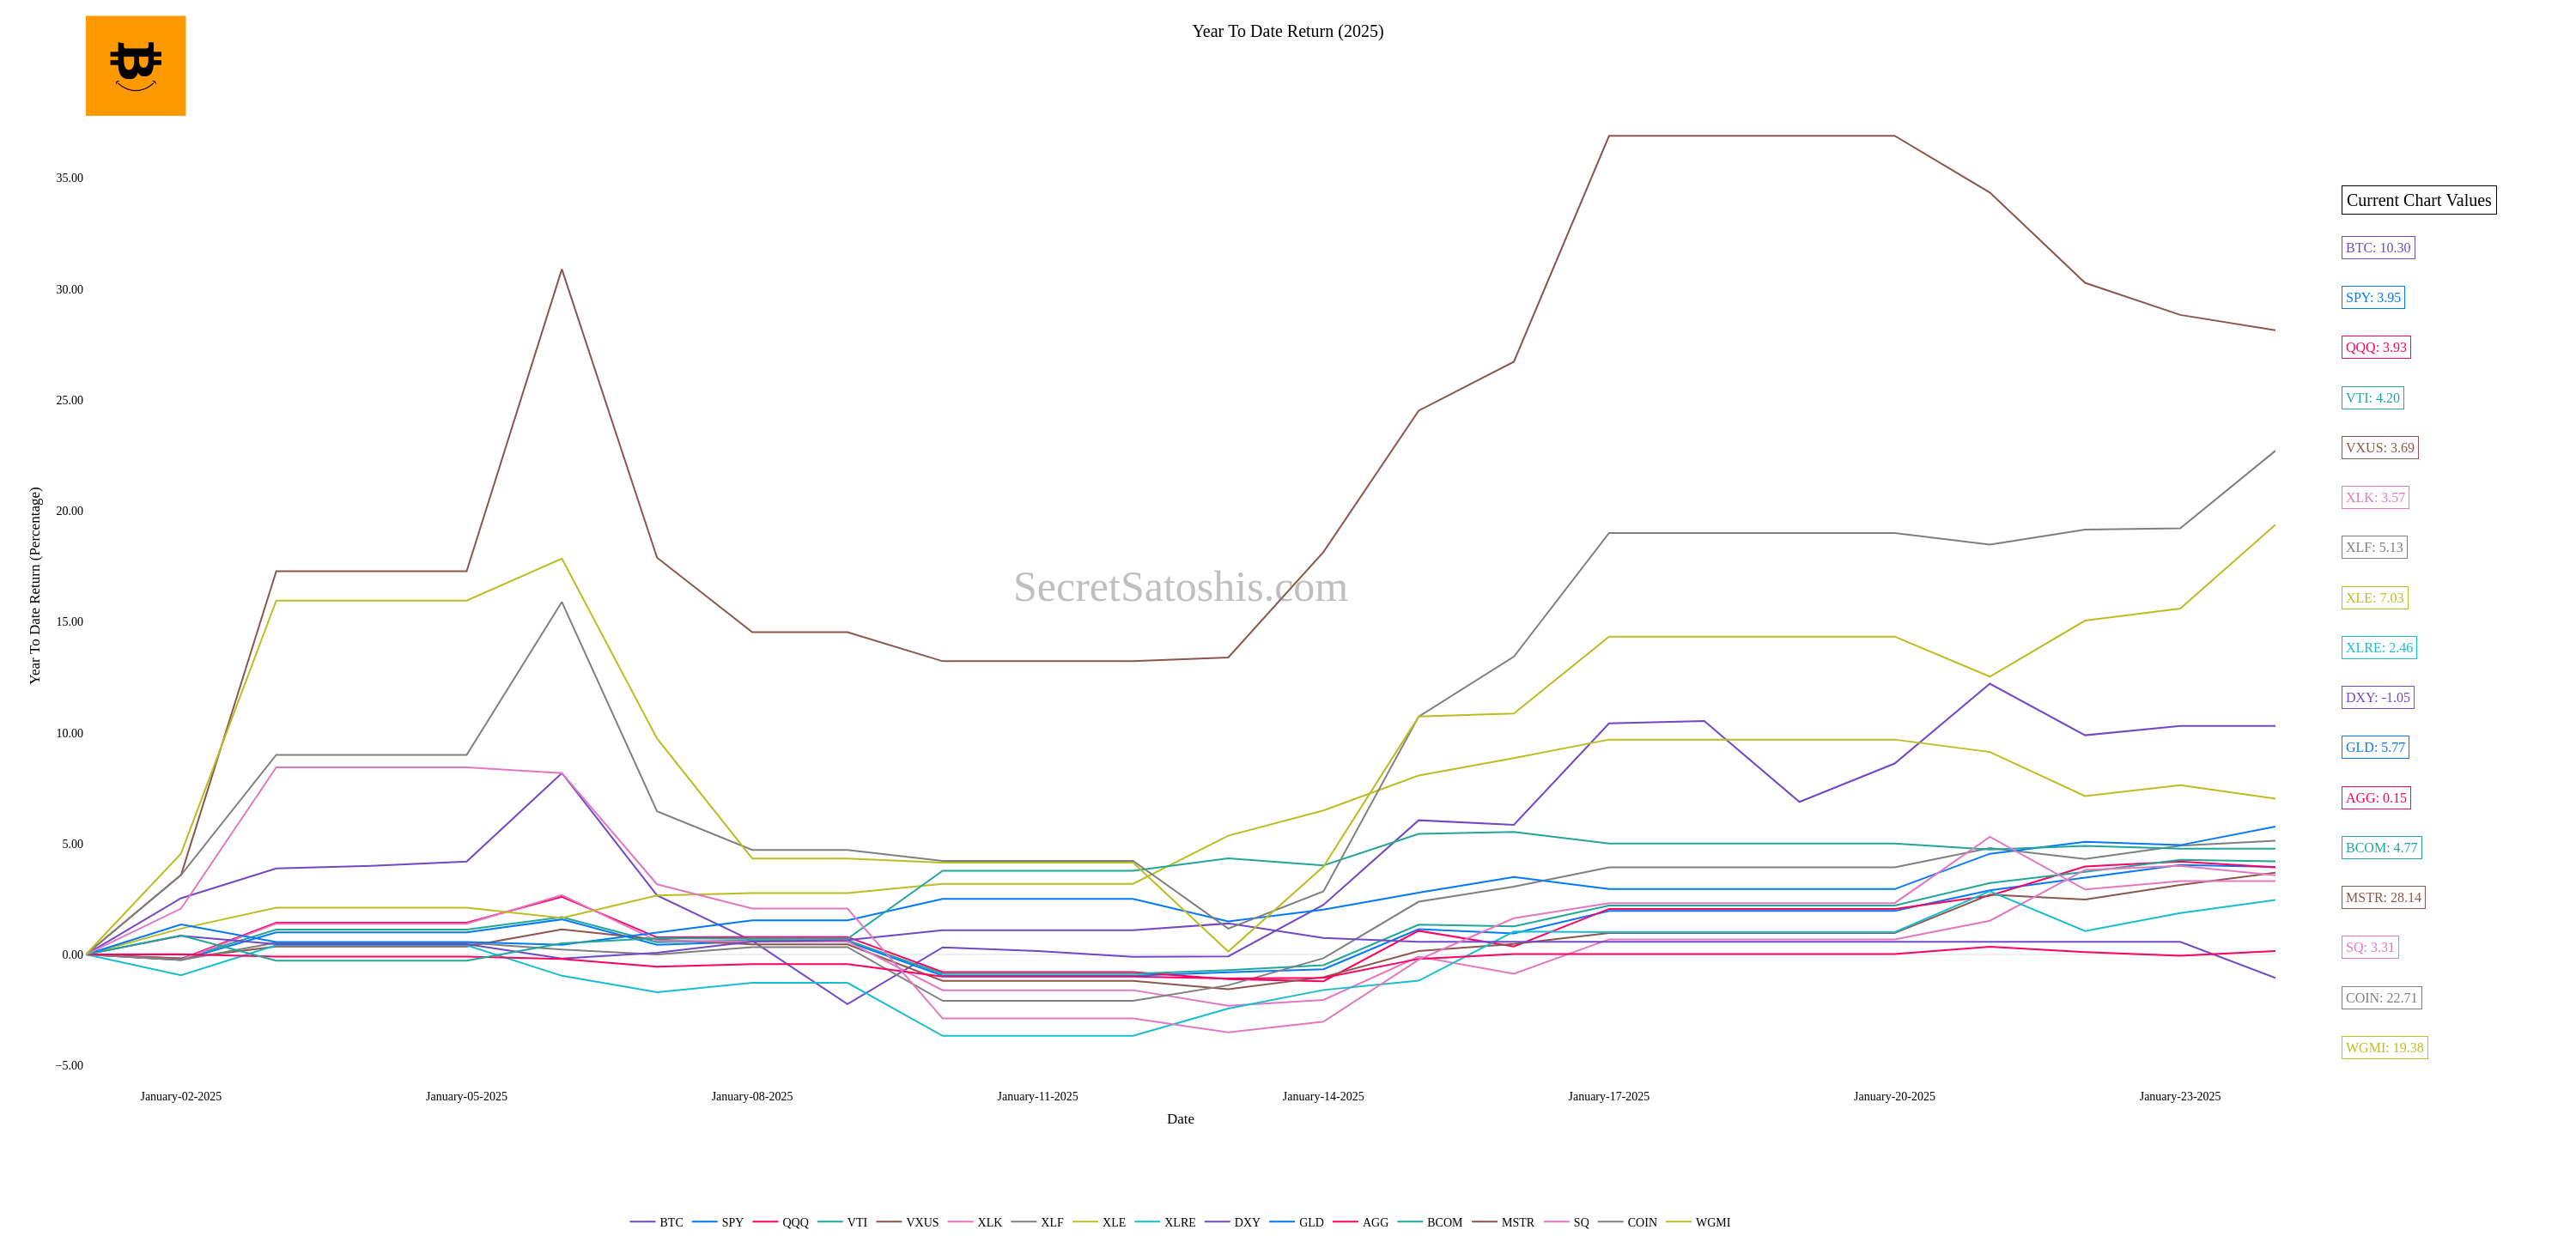 Year To Date Return (2025)
35.00
30.00
25.00
20.00
15.00
10.00
5.00
0.00
−5.00
Year To Date Return (Percentage)
SecretSatoshis.com
January-02-2025
January-05-2025
January-08-2025
January-11-2025
January-14-2025
January-17-2025
January-20-2025
January-23-2025
Date
Current Chart Values
BTC: 10.30
SPY: 3.95
QQQ: 3.93
VTI: 4.20
VXUS: 3.69
XLK: 3.57
XLF: 5.13
XLE: 7.03
XLRE: 2.46
DXY: -1.05
GLD: 5.77
AGG: 0.15
BCOM: 4.77
MSTR: 28.14
SQ: 3.31
COIN: 22.71
WGMI: 19.38
BTC SPY QQQ VTI VXUS XLK XLF XLE XLRE DXY GLD AGG BCOM MSTR SQ COIN WGMI